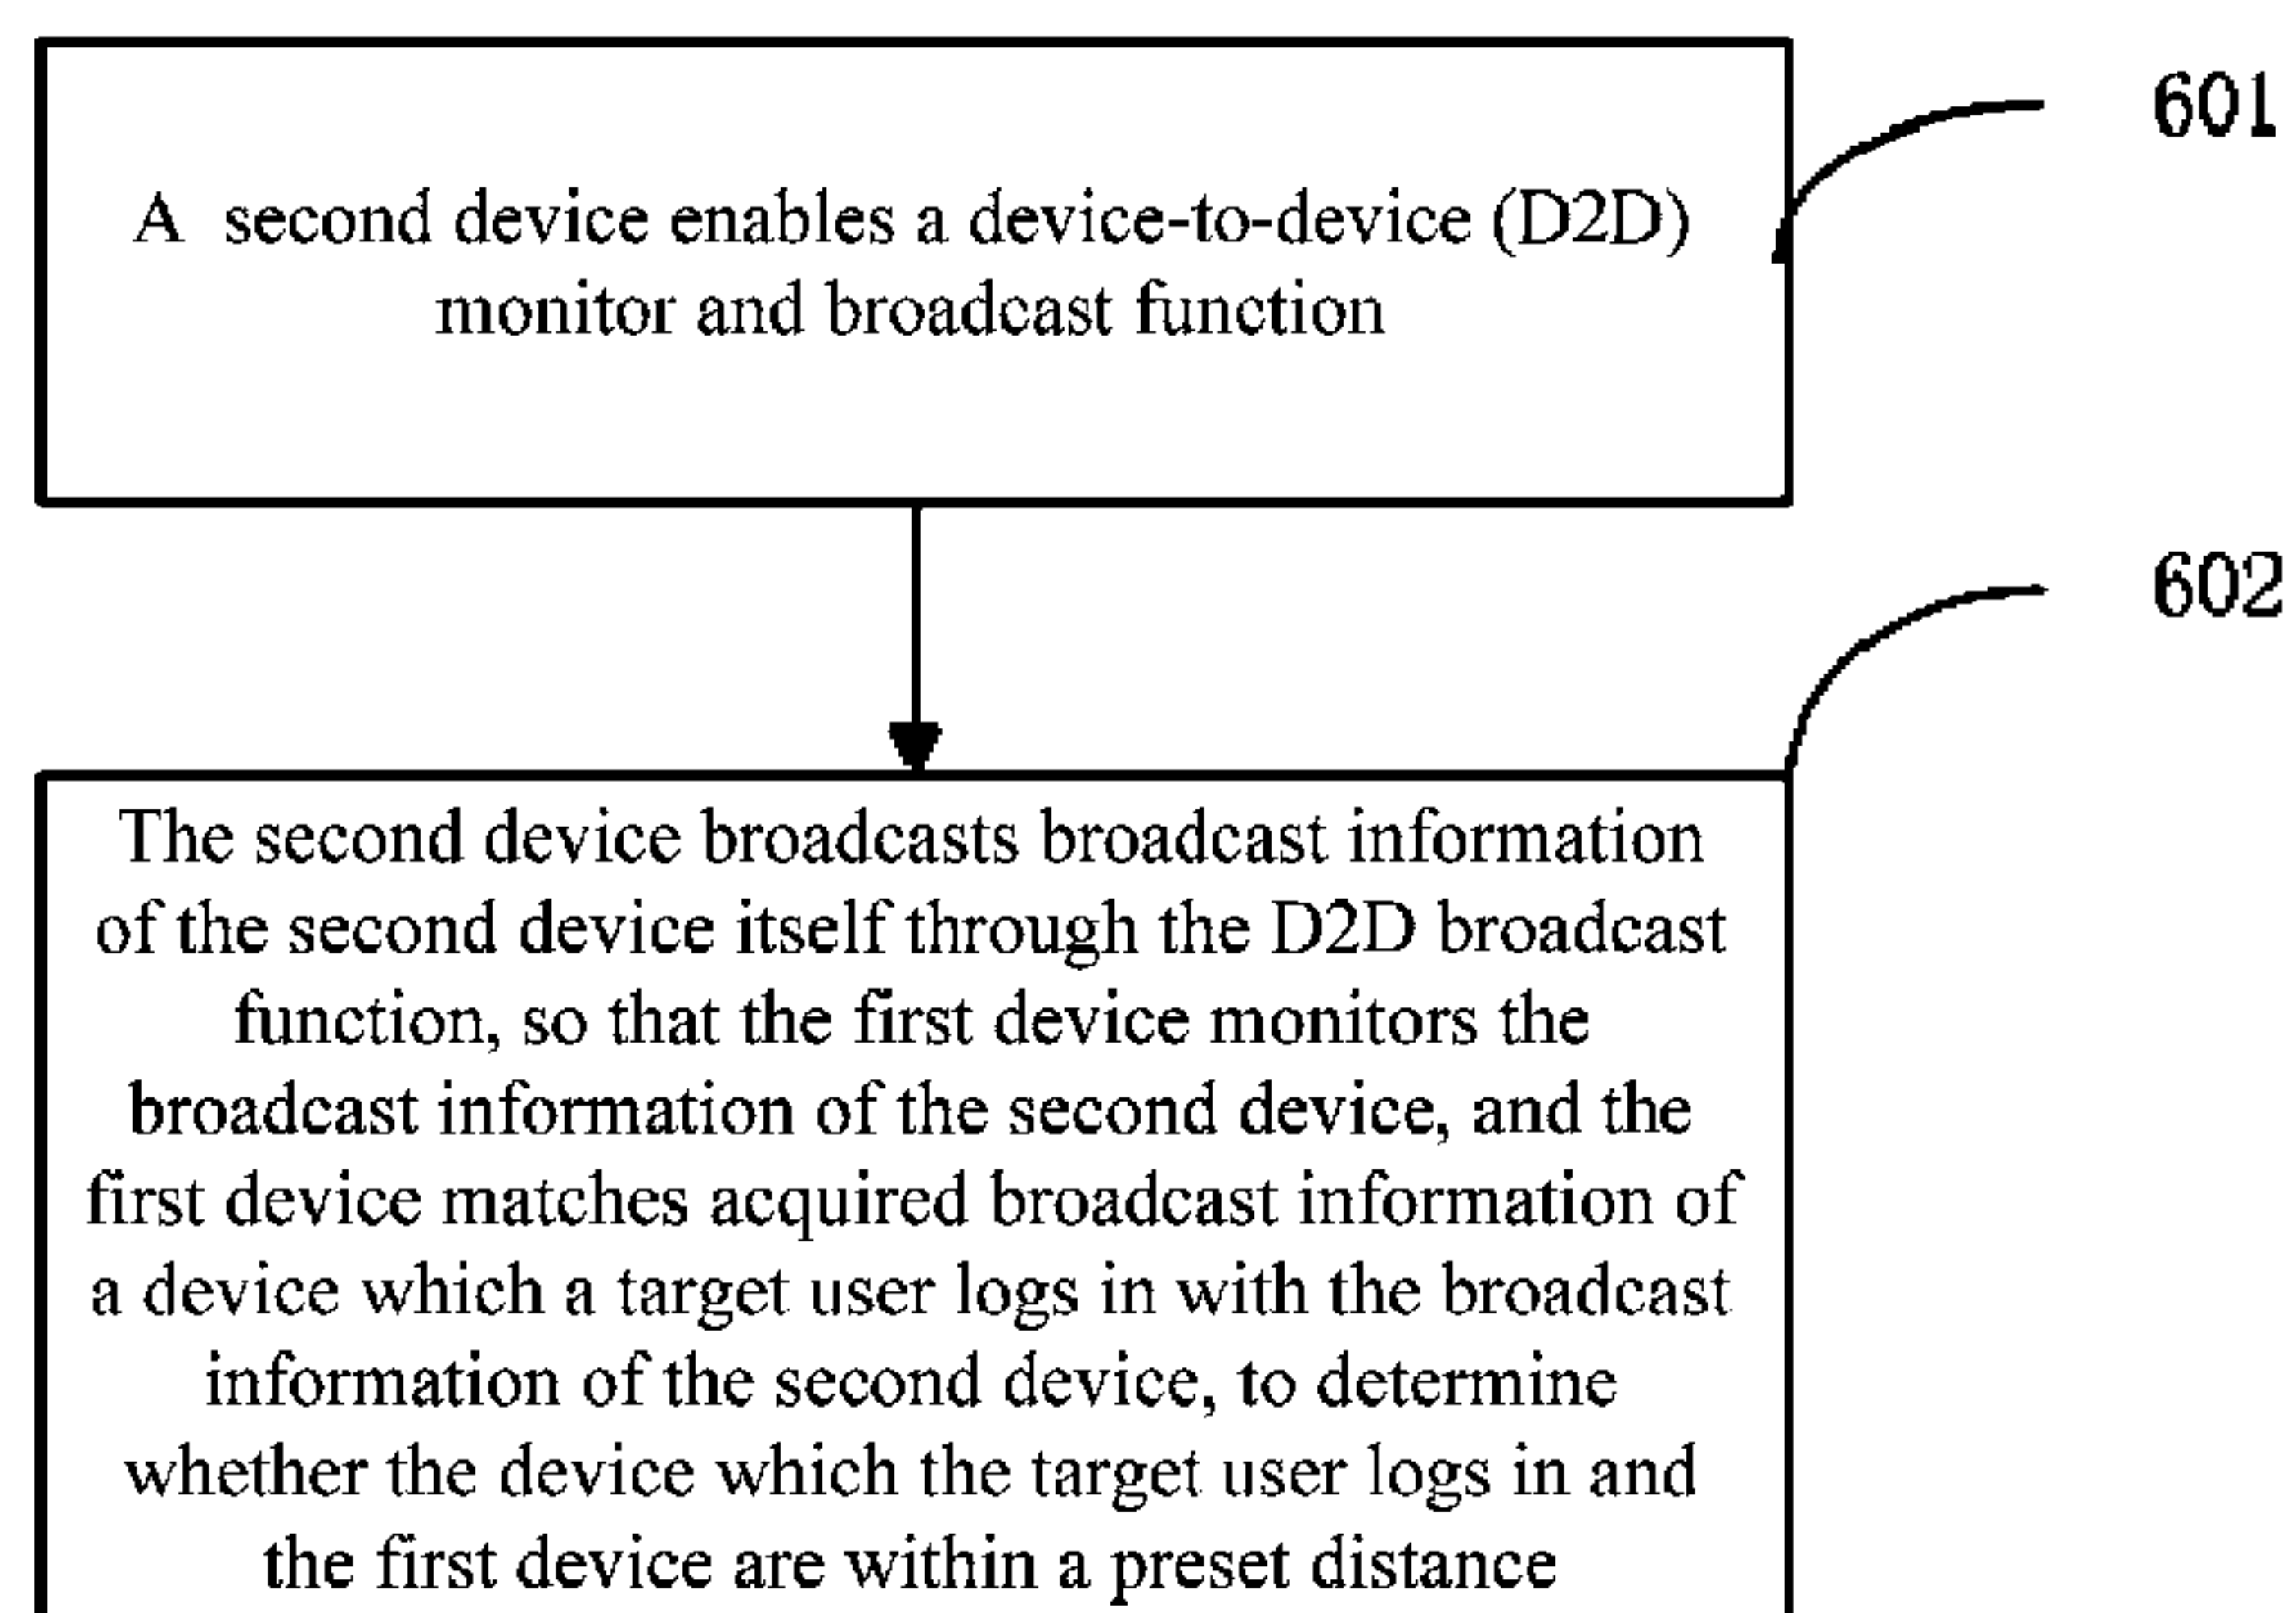 601
A second device enables a device-to-device (D2D)
monitor and broadcast function
602
The second device broadcasts broadcast information
of the second device itself through the D2D broadcast
function, so that the first device monitors the
broadcast information of the second device, and the
first device matches acquired broadcast information of
a device which a target user logs in with the broadcast
information of the second device, to determine
whether the device which the target user logs in and
the first device are within a preset distance